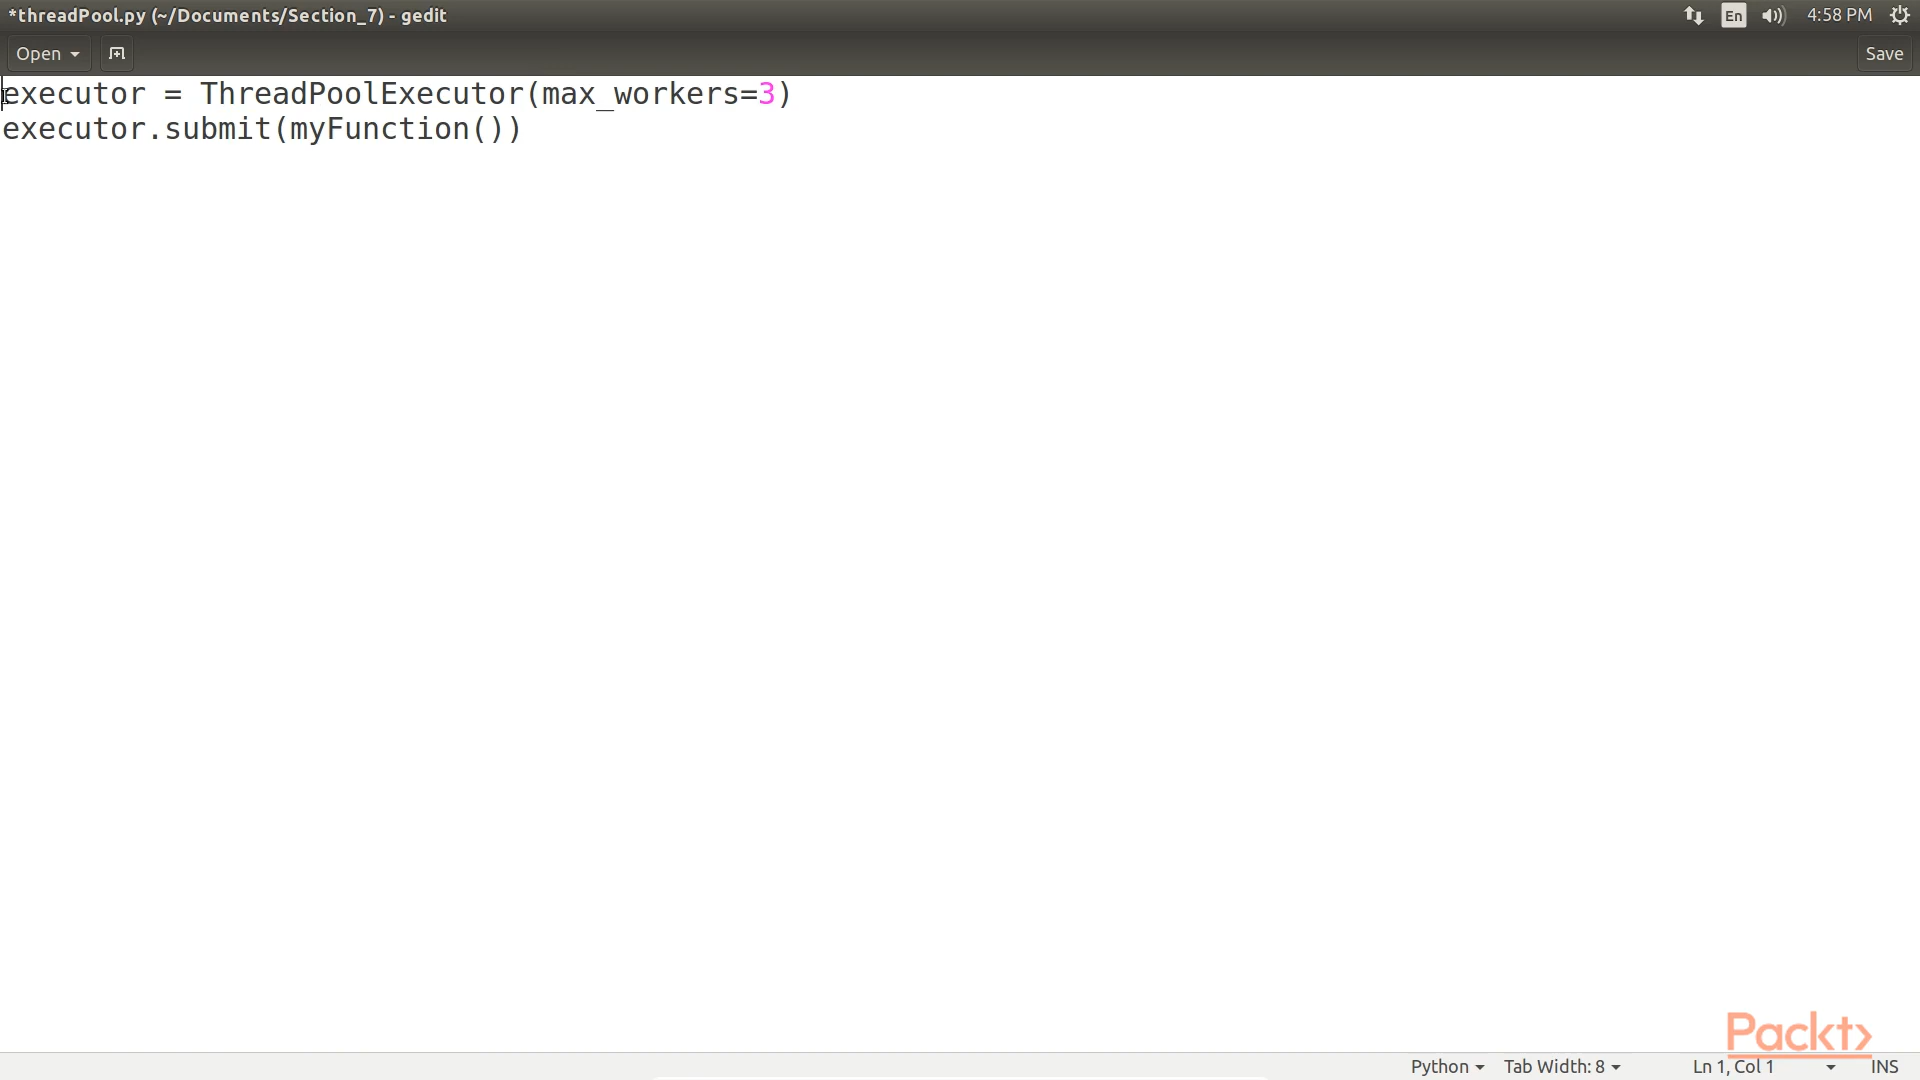 *threadPool.py (~/Documents/Section_7) - gedit
En
4:58 PM
Open
Save
executor = ThreadPoolExecutor(max_workers=3)
executor.submit(myFunction())
Packt
Python
Tab Width: 8
Ln 1, Col 1
INS